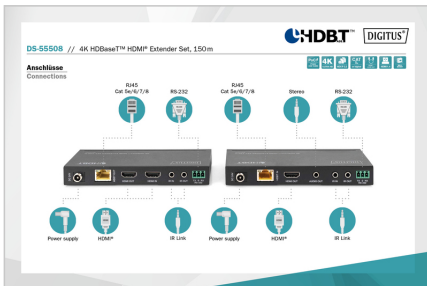 HDBT
DIGITUS®
DS-55508 // 4K HDBaseT™ HDMI® Extender Set, 150 m
4K
CAT
Anschlüsse
Connections
RJ45
Cat 5e/6/7/8
RS-232
RJ45
Cat 5e/6/7/8
Stereo
RS-232
Power supply
HDMI®
IR Link
Power supply
HDMI®
IR Link